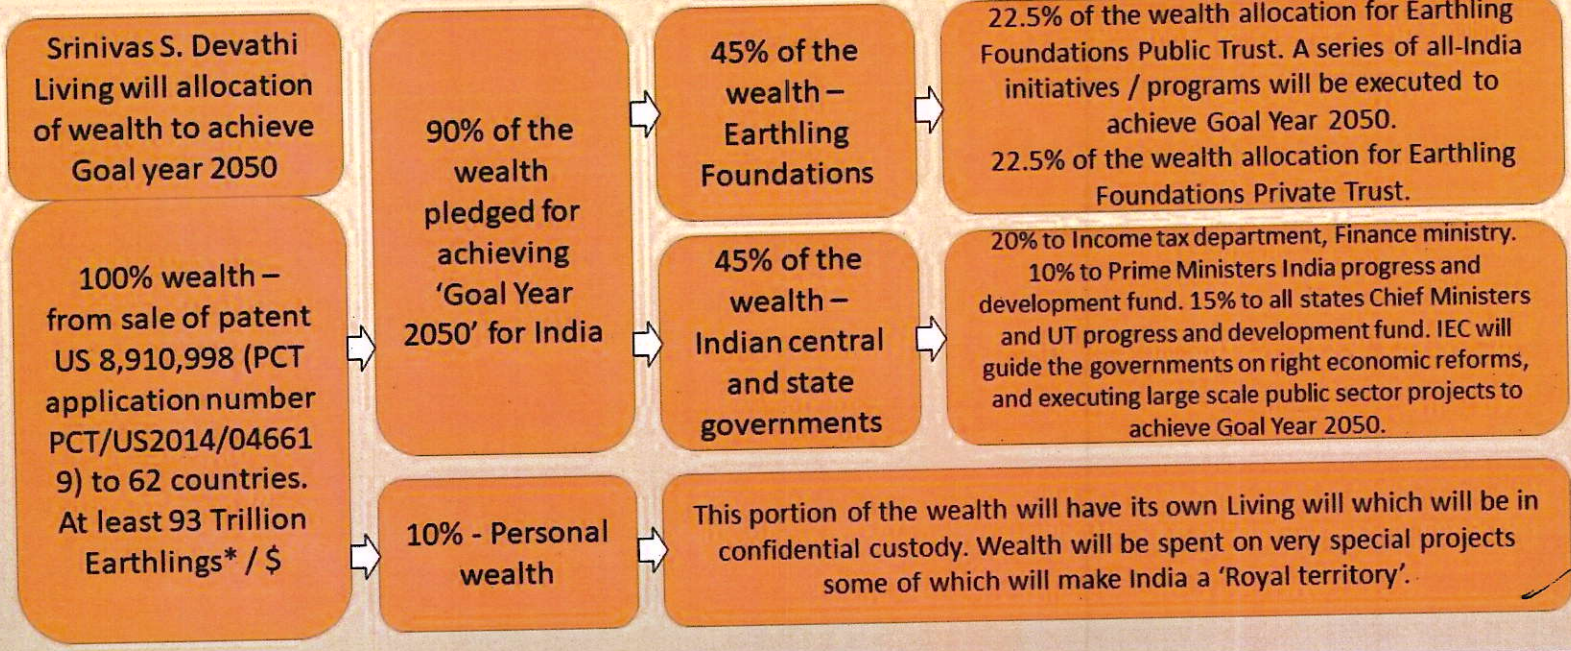 Srinivas S. Devathi
Living will allocation
of wealth to achieve
Goal year 2050
100% wealth –
from sale of patent
US 8,910,998 (PCT
application number
PCT/US2014/04661
9) to 62 countries.
At least 93 Trillion
Earthlings* / $
90% of the
wealth
pledged for
achieving
‘Goal Year
2050’ for India
10% - Personal
wealth
45% of the
wealth –
Earthling
Foundations
45% of the
wealth –
Indian central
and state
governments
22.5% of the wealth allocation for Earthling
Foundations Public Trust. A series of all-India
initiatives / programs will be executed to
achieve Goal Year 2050.
22.5% of the wealth allocation for Earthling
Foundations Private Trust.
20% to Income tax department, Finance ministry.
10% to Prime Ministers India progress and
development fund. 15% to all states Chief Ministers
and UT progress and development fund. IEC will
guide the governments on right economic reforms,
and executing large scale public sector projects to
achieve Goal Year 2050.
This portion of the wealth will have its own Living will which will be in
confidential custody. Wealth will be spent on very special projects
some of which will make India a ‘Royal territory’.